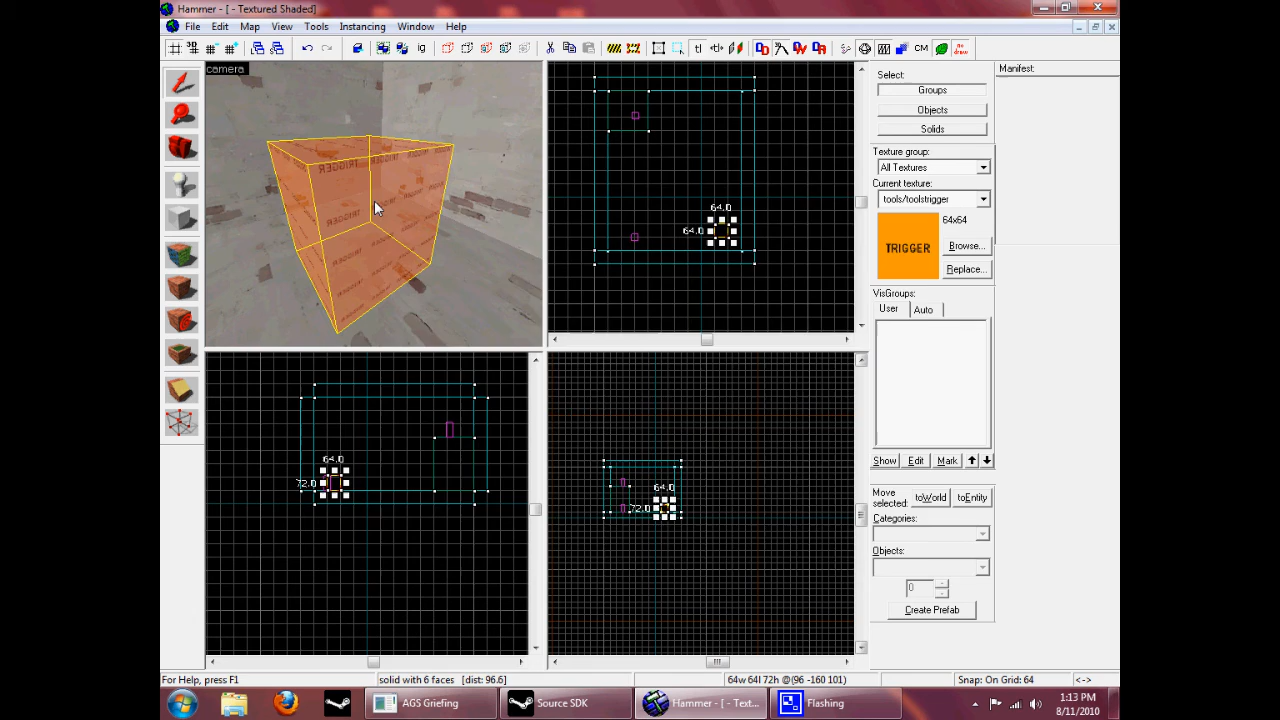 Hammer - [ - Textured Shaded]
File Edit Map View Tools Instancing Window Help
camera
TRIGGER
64.0
64.0
64.0
72.0
64.0
72.0
Select:
Groups
Objects
Solids
Texture group:
All Textures
Current texture:
tools/toolstrigger
64x64
TRIGGER
Browse...
Replace...
VisGroups:
User Auto
Show Edit Mark
Move selected: toWorld toEntity
Categories:
Objects:
0
Create Prefab
Manifest
For Help, press F1
solid with 6 faces [dist: 96.6]
64w 64l 72h @(96 -160 101)
Snap: On Grid: 64
<->
AGS Griefing
Source SDK
Hammer - [ - Text...
Flashing
1:13 PM
8/11/2010